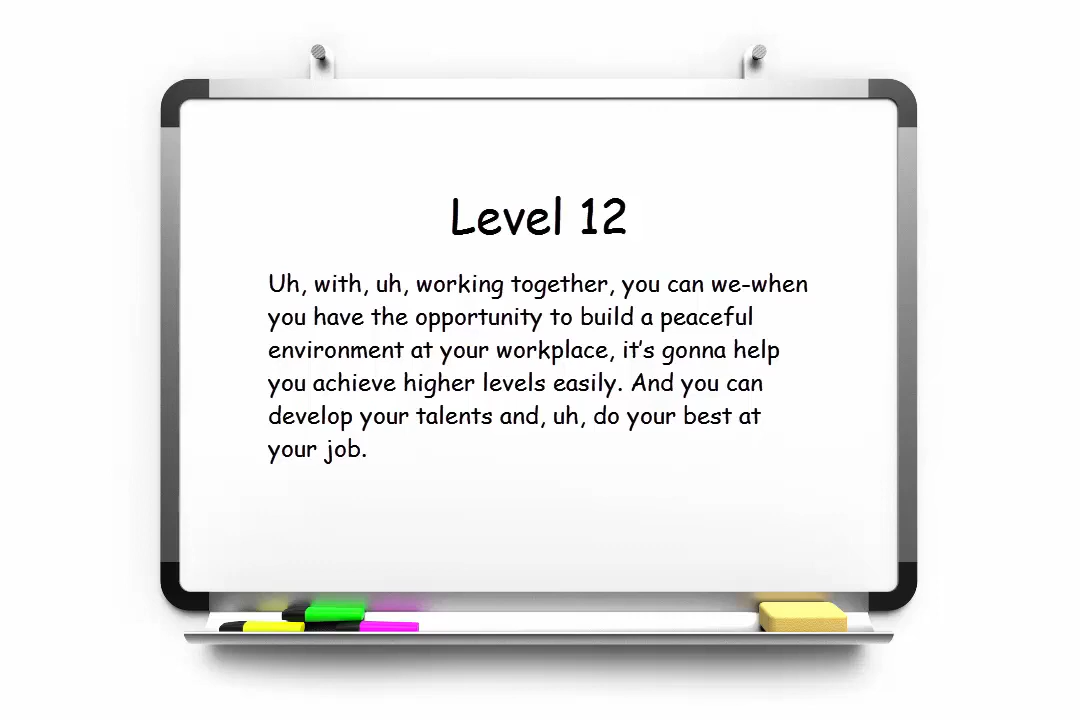 Level 12
Uh, with, uh, working together, you can we-when
you have the opportunity to build a peaceful
environment at your workplace, it's gonna help
you achieve higher levels easily. And you can
develop your talents and, uh, do your best at
your job.